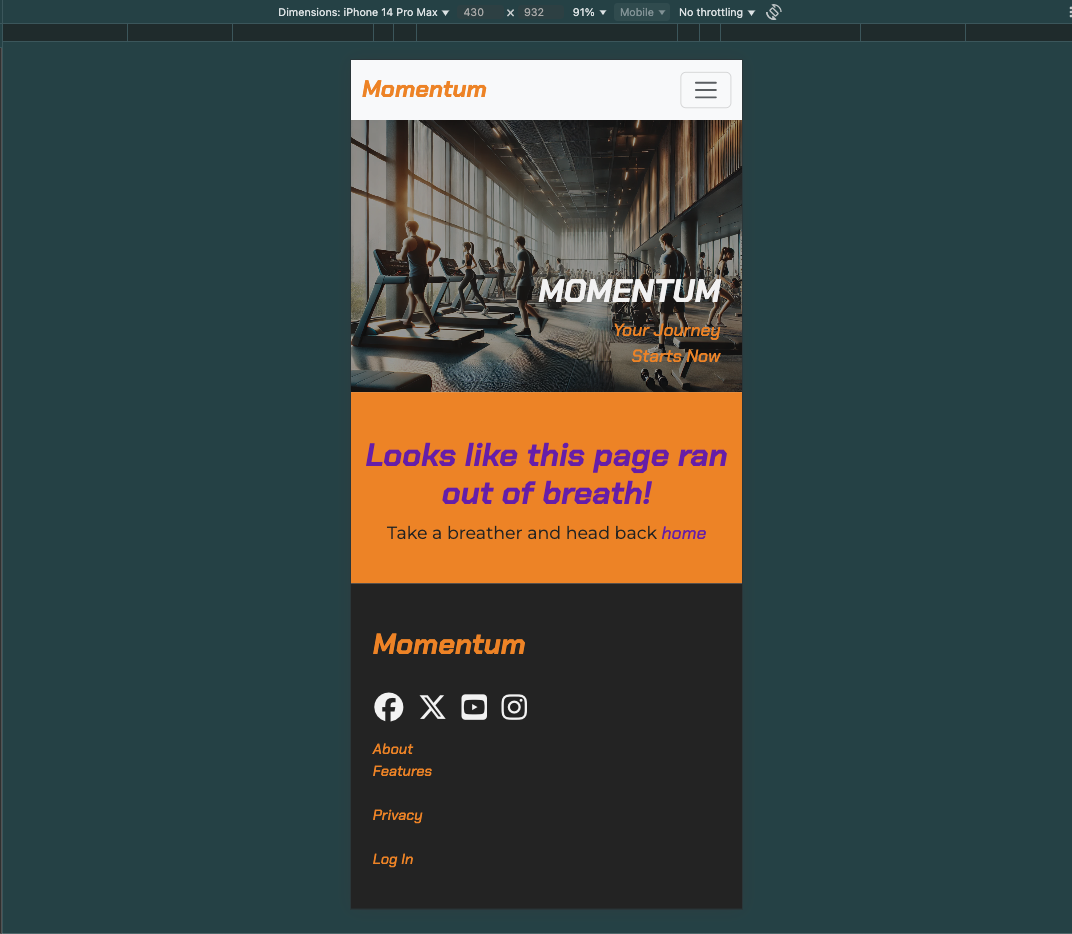 Dimensions: iPhone 14 Pro Max ▼ 430 × 932 91% ▼ Mobile ▼ No throttling ▼
Momentum
MOMENTUM
Your Journey
Starts Now
Looks like this page ran
out of breath!
Take a breather and head back home
Momentum
About
Features
Privacy
Log In